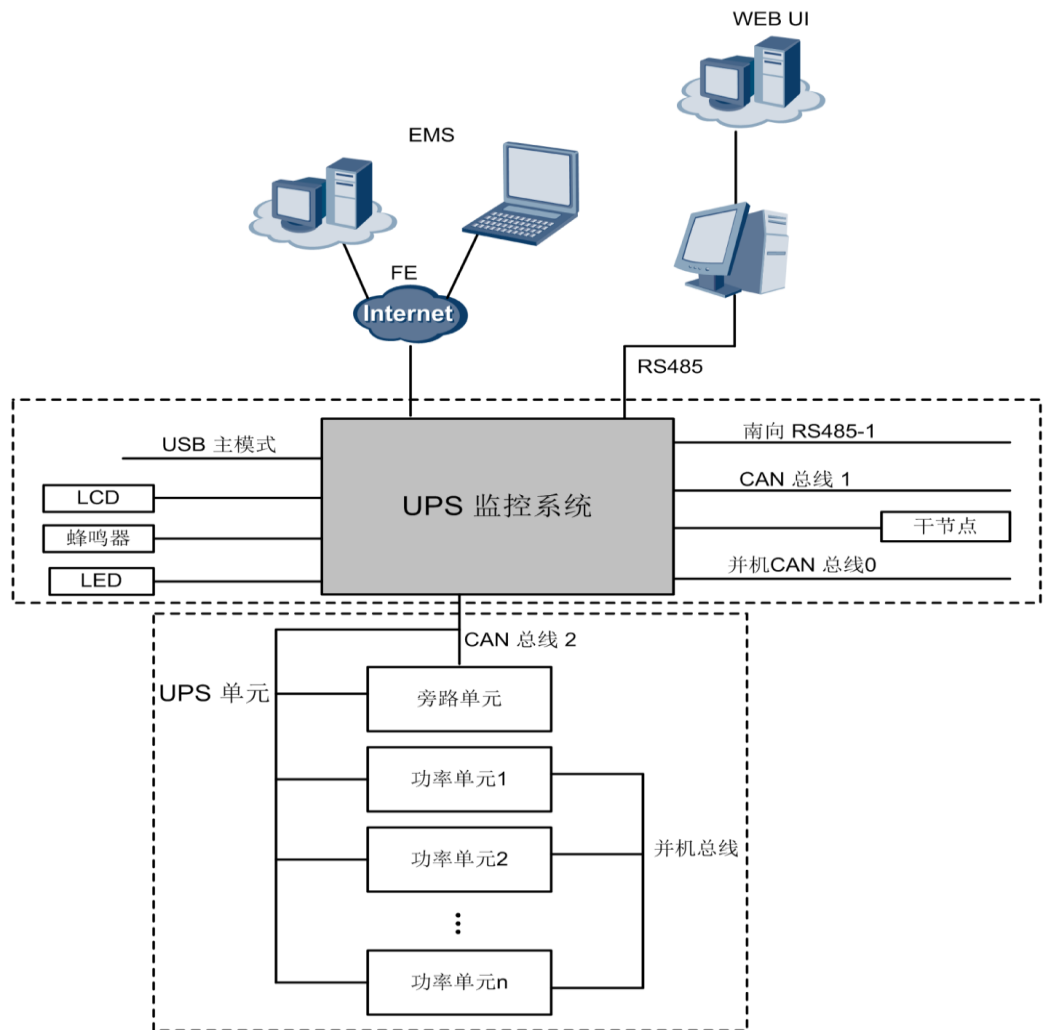 WEB UI
EMS
FE
Internet
RS485
USB 主模式
南向 RS485-1
LCD
CAN 总线 1
UPS 监控系统
蜂鸣器
干节点
LED
并机CAN 总线0
CAN 总线 2
UPS 单元
旁路单元
功率单元1
功率单元2
并机总线
⋮
功率单元n